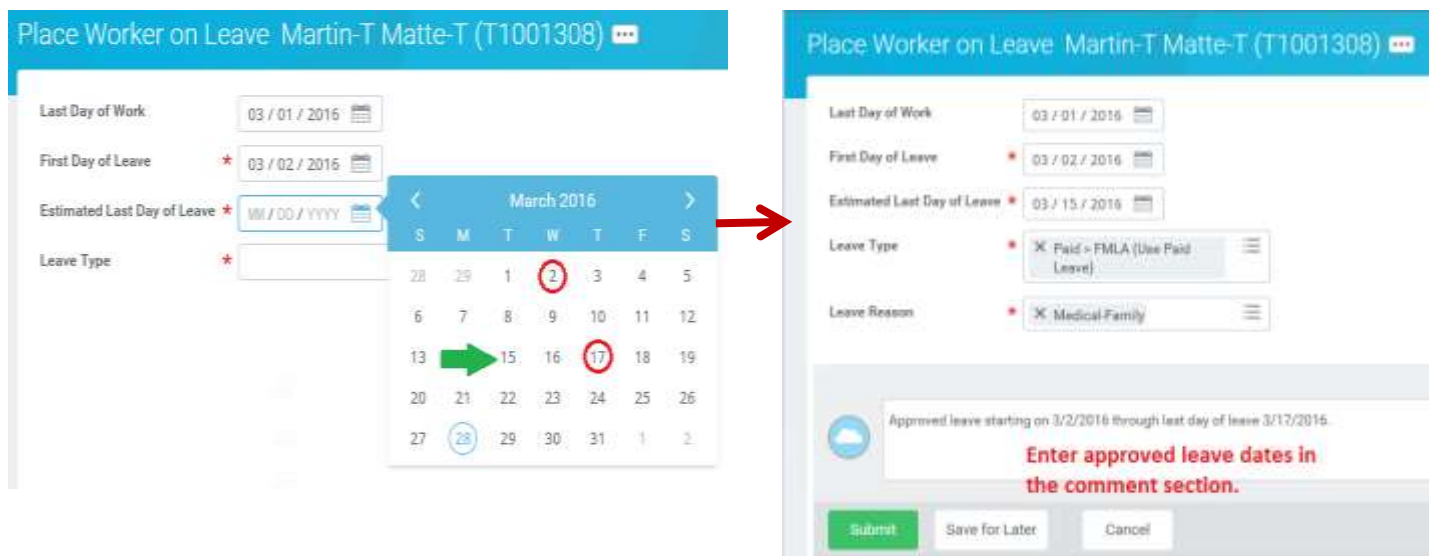 Place Worker on Leave Martin-T Matte-T (T1001308)
Last Day of Work 03 / 01 / 2016
First Day of Leave * 03 / 02 / 2016
Estimated Last Day of Leave * MM / DD / YYYY
Leave Type *
March 2016
S M T W T F S
28 29 1 2 3 4 5
6 7 8 9 10 11 12
13 15 16 17 18 19
20 21 22 23 24 25 26
27 28 29 30 31 1 2
Place Worker on Leave Martin-T Matte-T (T1001308)
Last Day of Work 03 / 01 / 2016
First Day of Leave * 03 / 02 / 2016
Estimated Last Day of Leave * 03 / 15 / 2016
Leave Type * × Paid > FMLA (Use Paid
Leave)
Leave Reason * × Medical-Family
Approved leave starting on 3/2/2016 through last day of leave 3/17/2016.
Enter approved leave dates in
the comment section.
Submit Save for Later Cancel